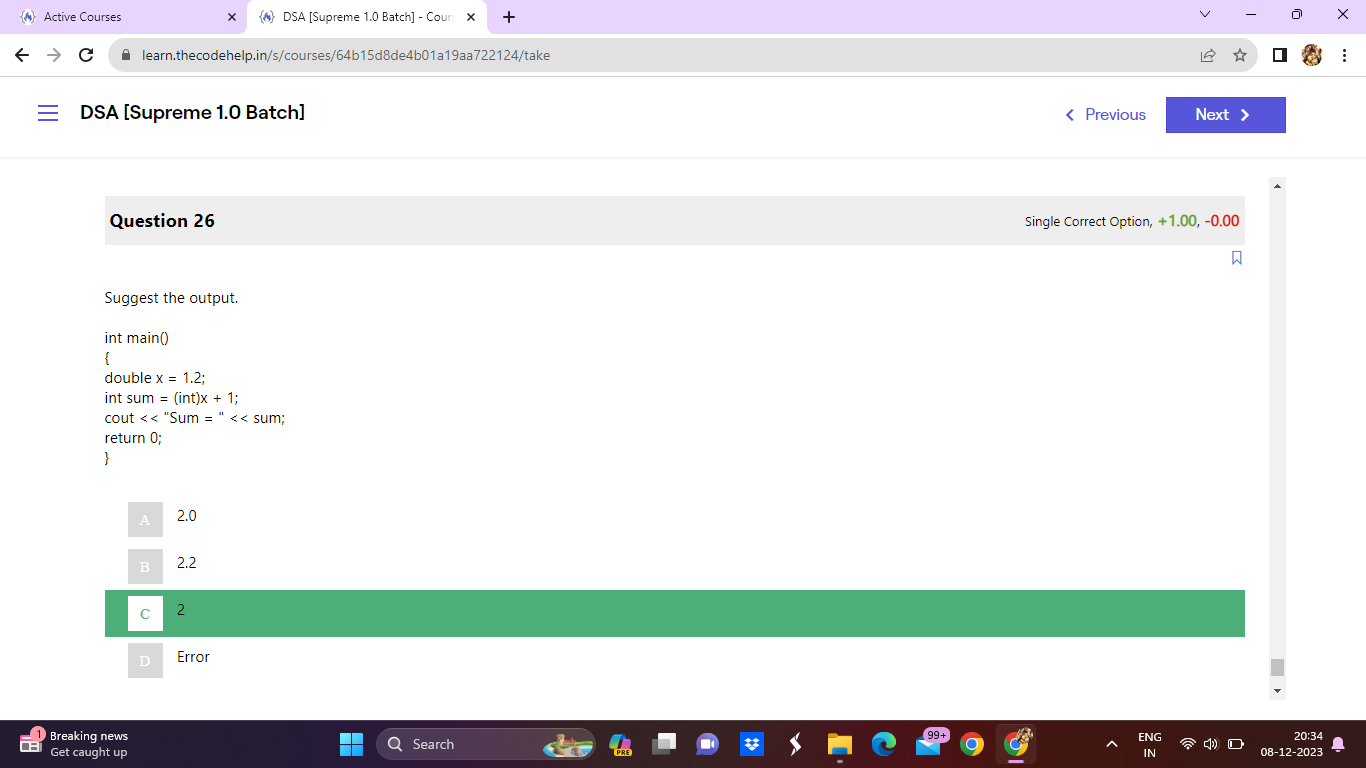 Active Courses
DSA [Supreme 1.0 Batch] - Cour
learn.thecodehelp.in/s/courses/64b15d8de4b01a19aa722124/take
DSA [Supreme 1.0 Batch]
Previous
Next
Question 26
Single Correct Option, +1.00, -0.00
Suggest the output.
int main()
{
double x = 1.2;
int sum = (int)x + 1;
cout << "Sum = " << sum;
return 0;
}
A 2.0
B 2.2
C 2
D Error
1
Breaking news
Get caught up
Search
PRE
99+
ENG
IN
20:34
08-12-2023